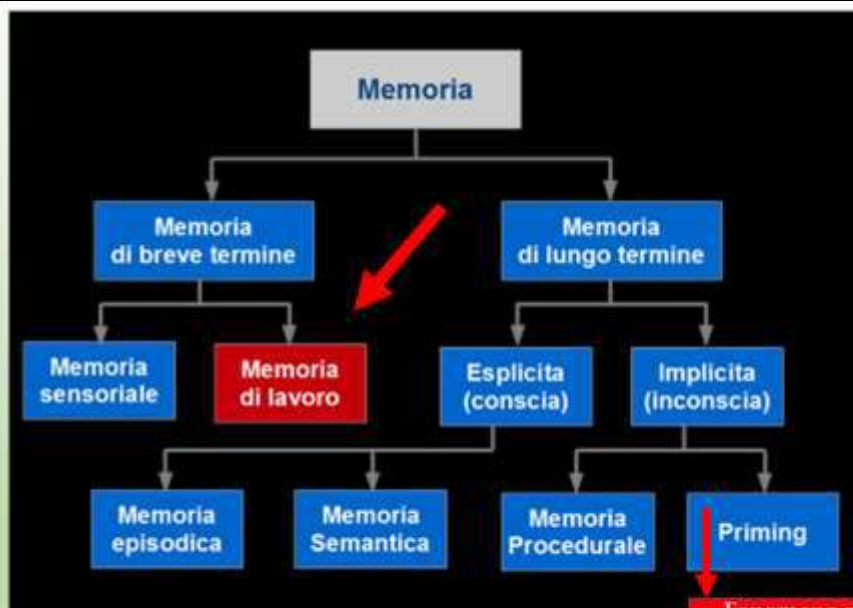 Memoria
Memoria
di breve termine
Memoria
di lungo termine
Memoria
sensoriale
Memoria
di lavoro
Esplicita
(conscia)
Implicita
(inconscia)
Memoria
episodica
Memoria
Semantica
Memoria
Procedurale
Priming